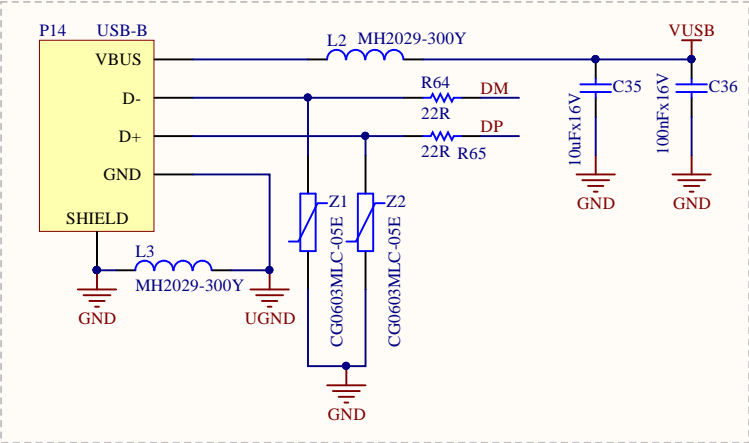 P14 USB-B
L2 MH2029-300Y
VUSB
VBUS
R64 DM
D-
22R
C35
C36
10uFx16V
100nFx16V
DP
D+
22R R65
GND
Z1
Z2
CG0603MLC-05E
CG0603MLC-05E
GND
GND
SHIELD
L3
MH2029-300Y
GND
UGND
GND